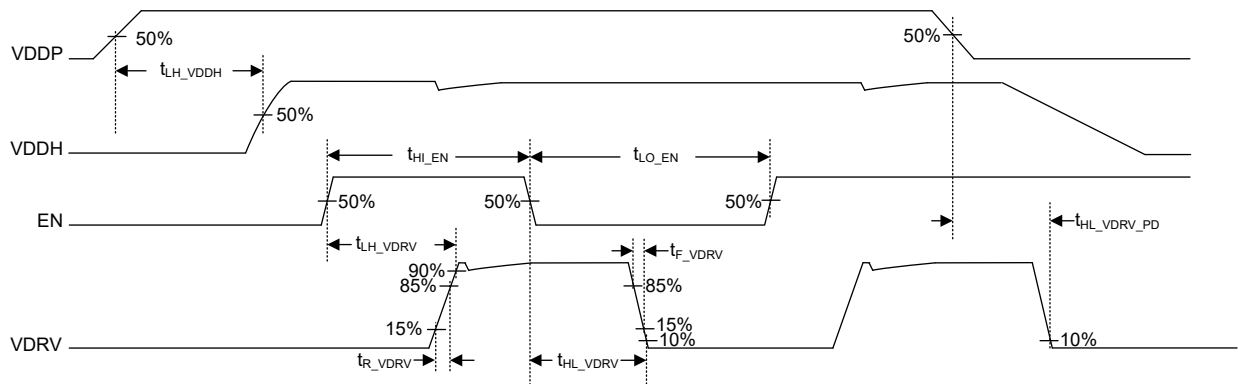 VDDP
50%
50%
tLH_VDDH
50%
VDDH
tHI_EN
tLO_EN
50%
50%
50%
EN
tHL_VDRV_PD
tLH_VDRV
tF_VDRV
90%
85%
85%
15%
15%
10%
10%
VDRV
tR_VDRV
tHL_VDRV